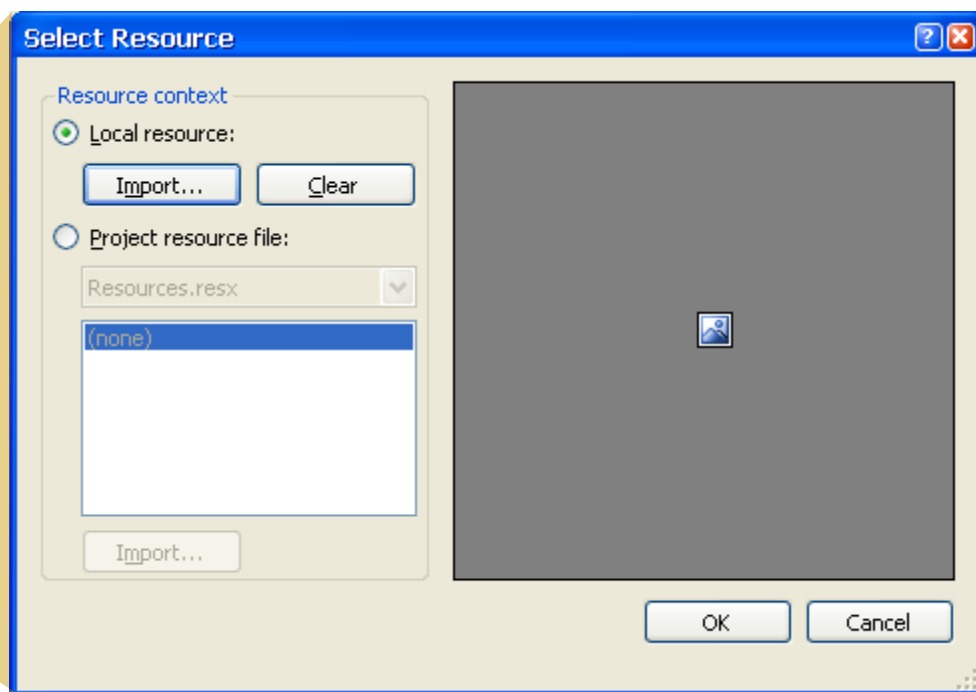 Select Resource
Resource context
Local resource:
Import... Clear
Project resource file:
Resources.resx
(none)
Import...
OK Cancel